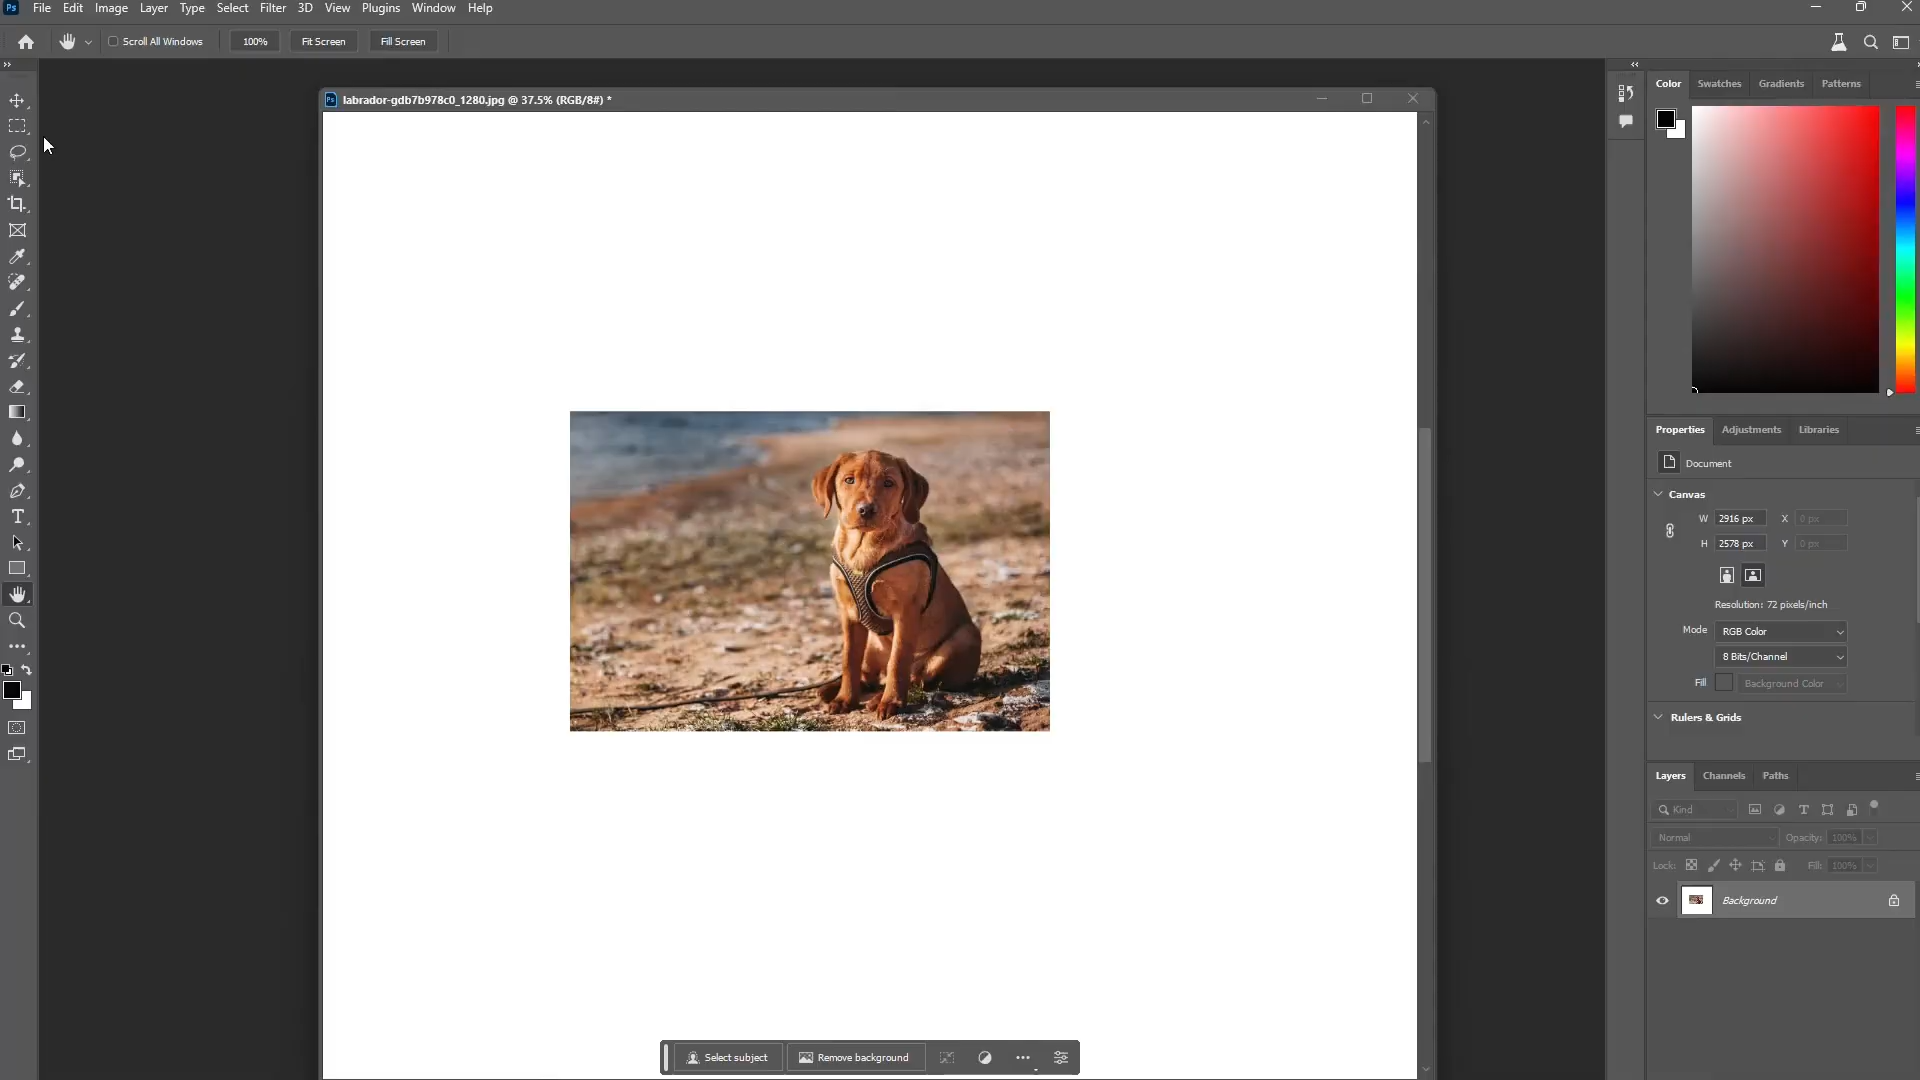 Ps File Edit Image Layer Type Select Filter 3D View Plugins Window Help
Scroll All Windows 100% Fit Screen Fill Screen
Ps labrador-gdb7b978c0_1280.jpg @ 37.5% (RGB/8#) *
Color Swatches Gradients Patterns
Properties Adjustments Libraries
Document
Canvas
W 2916 px X 0 px
H 2578 px Y 0 px
Resolution: 72 pixels/inch
Mode RGB Color
8 Bits/Channel
Fill Background Color
Rulers & Grids
Layers Channels Paths
Kind
Normal Opacity: 100%
Lock: Fill: 100%
Background
Select subject Remove background